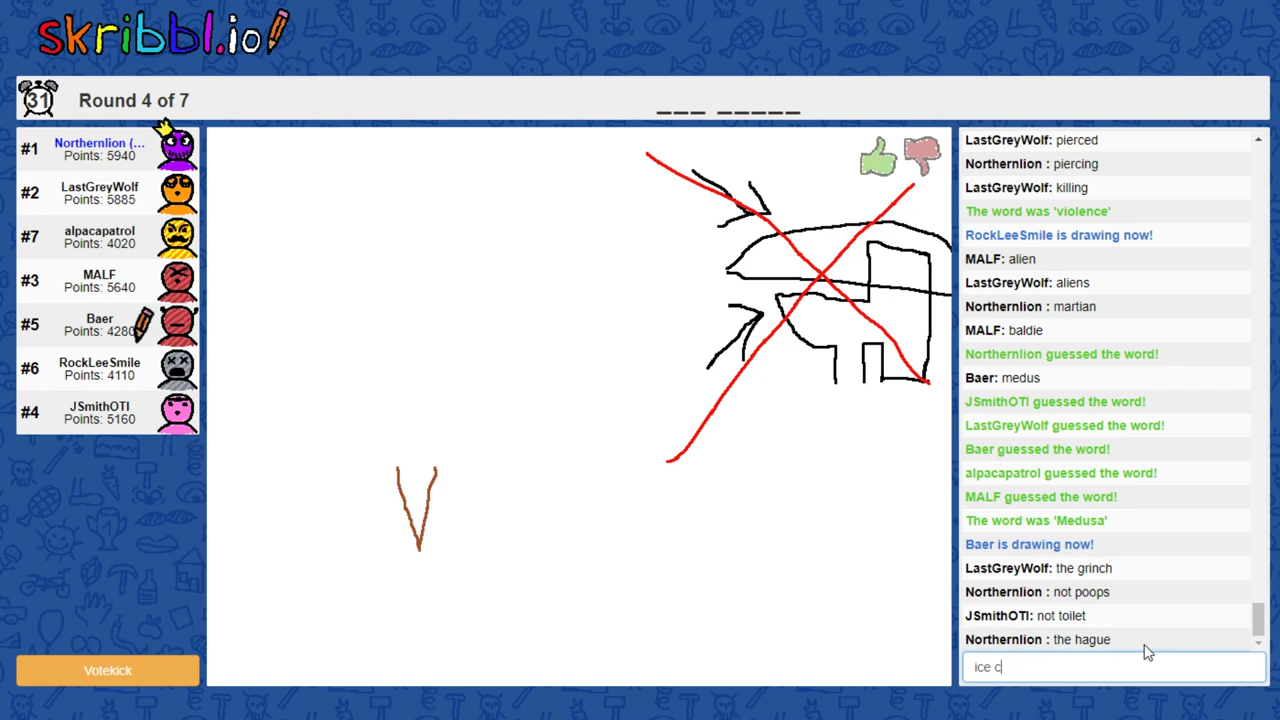 skribbl.io
31
Round 4 of 7
___ _____
#1 Northernlion (...
Points: 5940
#2 LastGreyWolf
Points: 5885
#7 alpacapatrol
Points: 4020
#3 MALF
Points: 5640
#5 Baer
Points: 4280
#6 RockLeeSmile
Points: 4110
#4 JSmithOTI
Points: 5160
Votekick
LastGreyWolf: pierced
Northernlion : piercing
LastGreyWolf: killing
The word was 'violence'
RockLeeSmile is drawing now!
MALF: alien
LastGreyWolf: aliens
Northernlion : martian
MALF: baldie
Northernlion guessed the word!
Baer: medus
JSmithOTI guessed the word!
LastGreyWolf guessed the word!
Baer guessed the word!
alpacapatrol guessed the word!
MALF guessed the word!
The word was 'Medusa'
Baer is drawing now!
LastGreyWolf: the grinch
Northernlion : not poops
JSmithOTI: not toilet
Northernlion : the hague
ice c